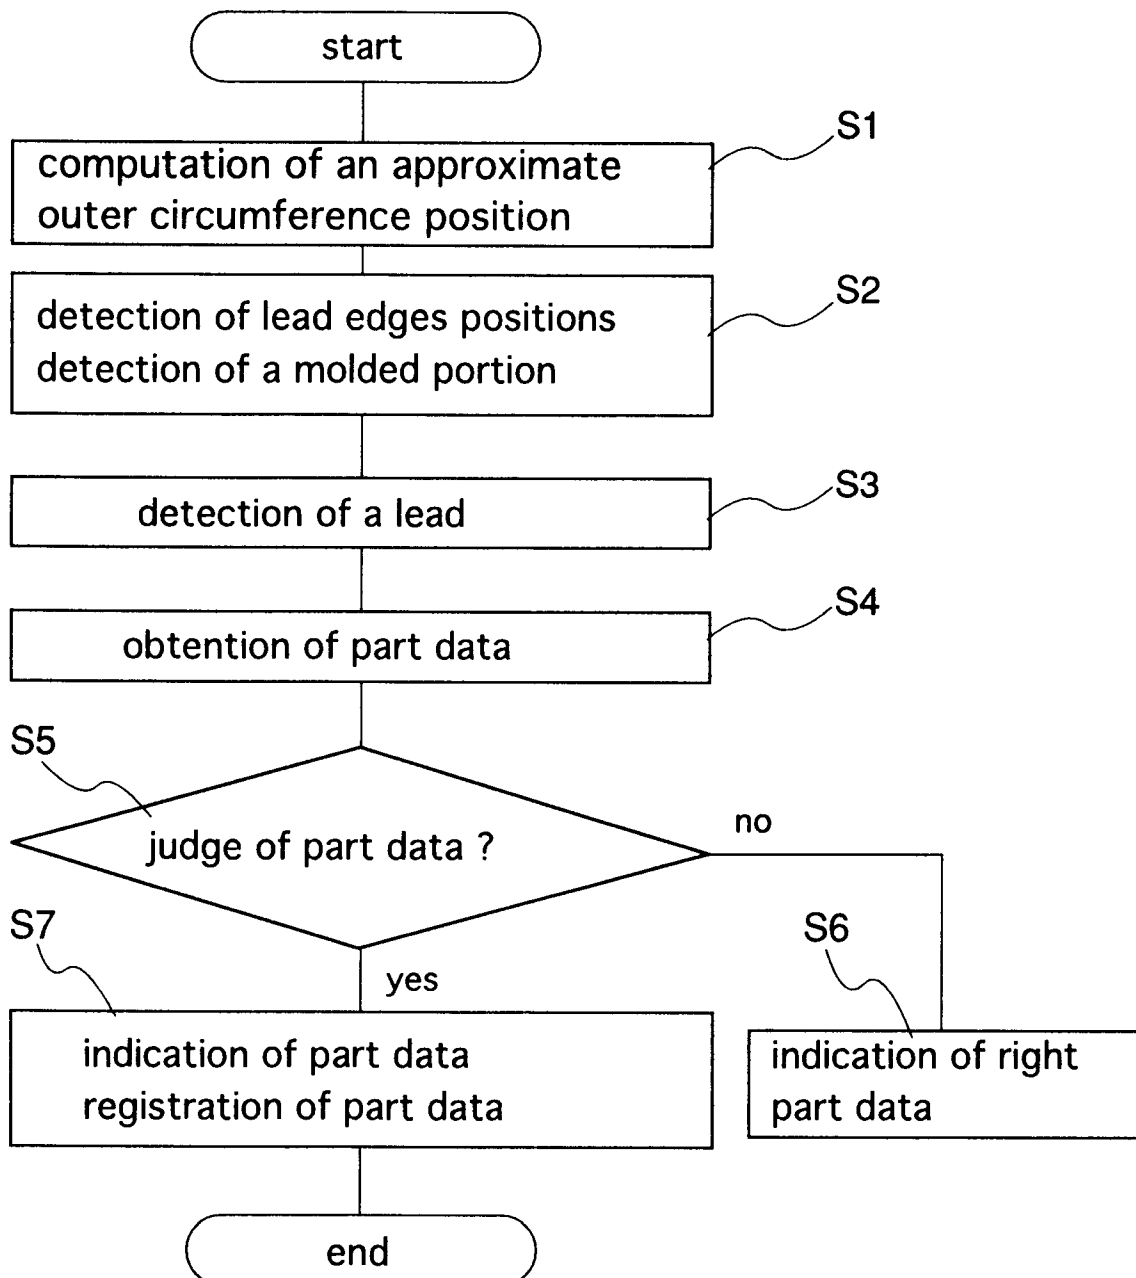 start
S1
computation of an approximate
outer circumference position
S2
detection of lead edges positions
detection of a molded portion
S3
detection of a lead
S4
obtention of part data
S5
judge of part data ?
no
S7
S6
yes
indication of part data
registration of part data
indication of right
part data
end